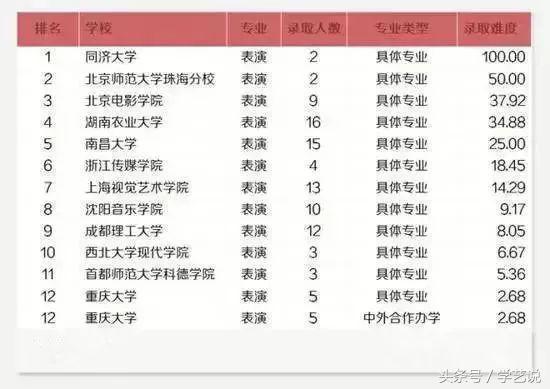 排名 学校 专业 录取人数 专业类型 录取难度
1 同济大学 表演 2 具体专业 100.00
2 北京师范大学珠海分校 表演 2 具体专业 50.00
3 北京电影学院 表演 9 具体专业 37.92
4 湖南农业大学 表演 16 具体专业 34.88
5 南昌大学 表演 15 具体专业 25.00
6 浙江传媒学院 表演 4 具体专业 18.45
7 上海视觉艺术学院 表演 13 具体专业 14.29
8 沈阳音乐学院 表演 10 具体专业 9.17
9 成都理工大学 表演 12 具体专业 8.05
10 西北大学现代学院 表演 3 具体专业 6.67
11 首都师范大学科德学院 表演 3 具体专业 5.36
12 重庆大学 表演 5 具体专业 2.68
12 重庆大学 表演 5 中外合作办学 2.68
头条号 / 学艺说